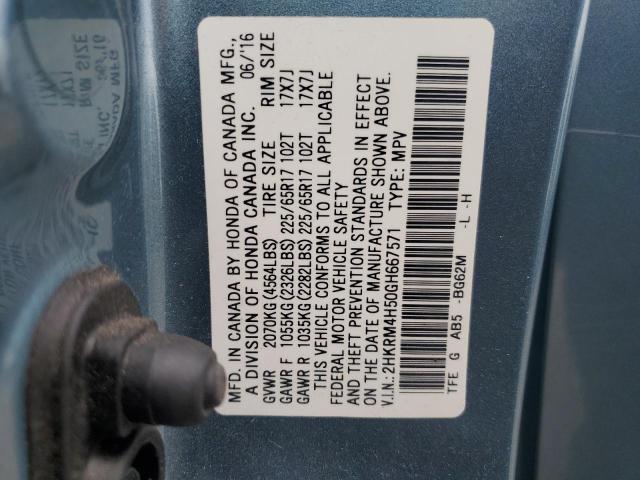 MFD. IN CANADA BY HONDA OF CANADA MFG.,
A DIVISION OF HONDA CANADA INC. 06/'16
GVWR 2070KG(4564LBS) TIRE SIZE RIM SIZE
GAWR F 1055KG(2326LBS)225/65R17 102T 17X7J
GAWR R 1035KG(2282LBS)225/65R17 102T 17X7J
THIS VEHICLE CONFORMS TO ALL APPLICABLE
FEDERAL MOTOR VEHICLE SAFETY
AND THEFT PREVENTION STANDARDS IN EFFECT
ON THE DATE OF MANUFACTURE SHOWN ABOVE.
V.I.N.: 2HKRM4H50GH667571 TYPE: MPV
TFE G AB5 -BG62M -L -H